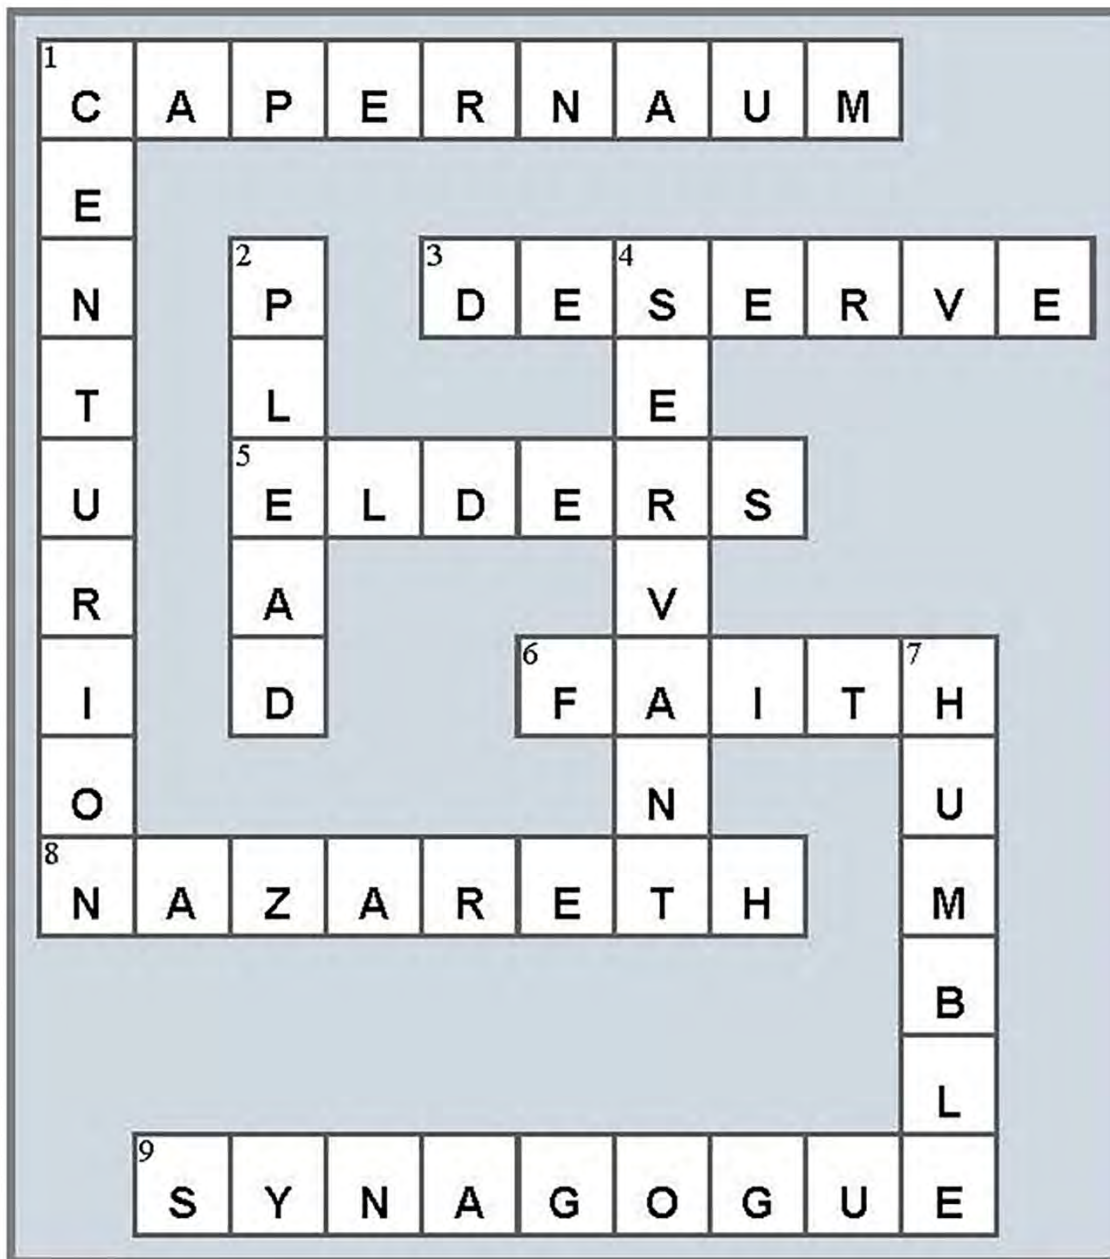 1 C A P E R N A U M
E
N 2 P 3 D E 4 S E R V E
T L E
U 5 E L D E R S
R A V
I D 6 F A I T 7 H
O N U
8 N A Z A R E T H M
B
L
9 S Y N A G O G U E